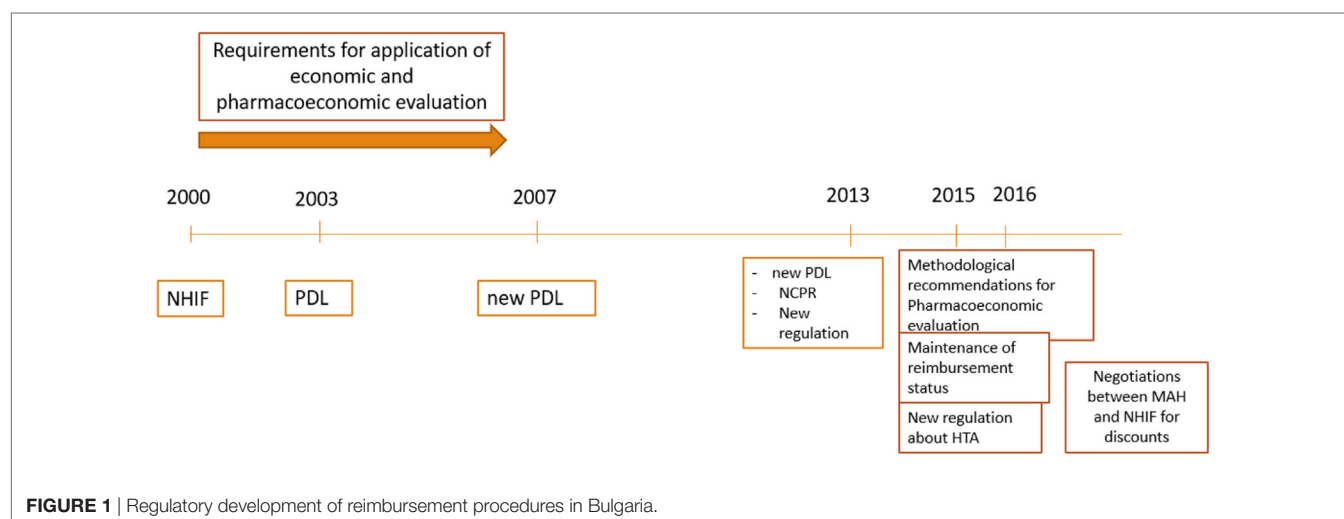 Requirements for application of
economic and
pharmacoeconomic evaluation
2000
2003
2007
2013
2015
2016
NHIF
PDL
new PDL
- new PDL
- NCPR
- New
regulation
Methodological
recommendations for
Pharmacoeconomic
evaluation
Maintenance of
reimbursement
status
New regulation
about HTA
Negotiations
between MAH
and NHIF for
discounts
FIGURE 1 | Regulatory development of reimbursement procedures in Bulgaria.